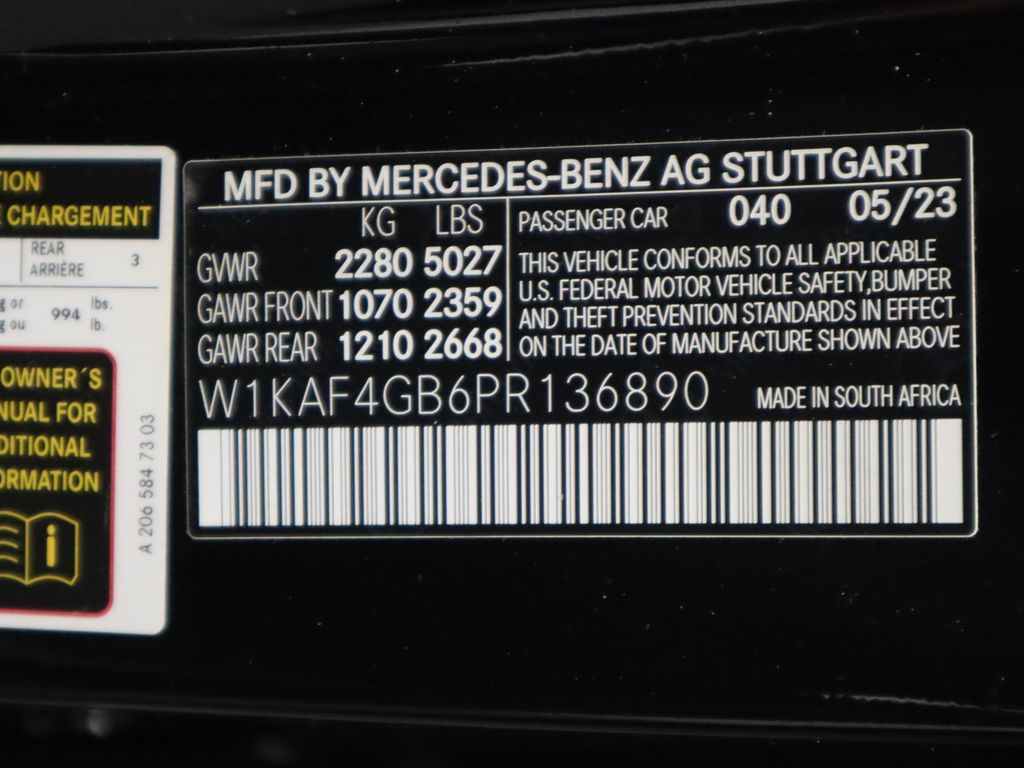 TION
E CHARGEMENT
REAR
ARRIÈRE 3
g or
g ou 994 lbs.
lb.
OWNER´S
NUAL FOR
DITIONAL
ORMATION
i
A 206 584 73 03
MFD BY MERCEDES-BENZ AG STUTTGART
KG LBS
GVWR 2280 5027
GAWR FRONT 1070 2359
GAWR REAR 1210 2668
PASSENGER CAR 040 05/23
THIS VEHICLE CONFORMS TO ALL APPLICABLE
U.S. FEDERAL MOTOR VEHICLE SAFETY,BUMPER
AND THEFT PREVENTION STANDARDS IN EFFECT
ON THE DATE OF MANUFACTURE SHOWN ABOVE
W1KAF4GB6PR136890 MADE IN SOUTH AFRICA